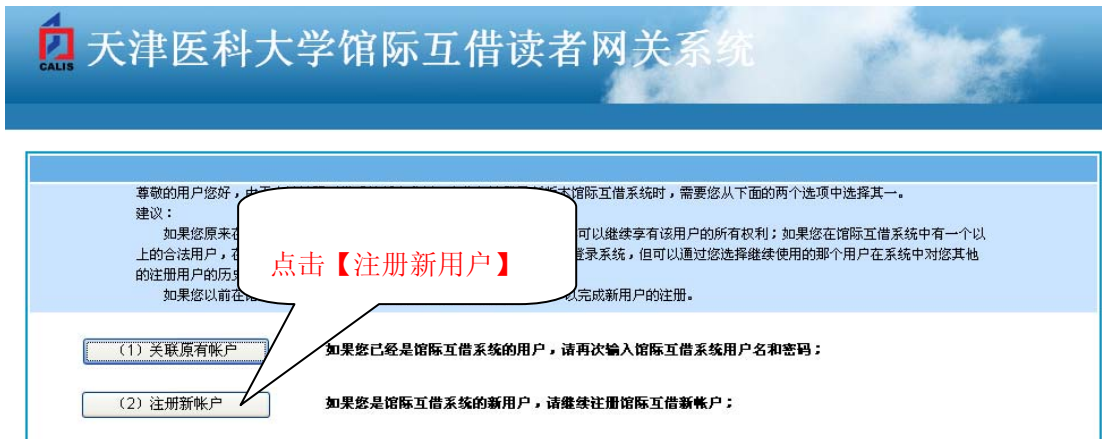 CALIS
天津医科大学馆际互借读者网关系统
尊敬的用户您好，
本馆际互借系统时，需要您从下面的两个选项中选择其一。
建议：
如果您原来在 可以继续享有该用户的所有权利；如果您在馆际互借系统中有一个以
上的合法用户，在 登录系统，但可以通过您选择继续使用的那个用户在系统中对您其他
的注册用户的历史
如果您以前在 以完成新用户的注册。
点击【注册新用户】
（1）关联原有帐户 如果您已经是馆际互借系统的用户，请再次输入馆际互借系统用户名和密码；
（2）注册新帐户 如果您是馆际互借系统的新用户，请继续注册馆际互借新帐户；